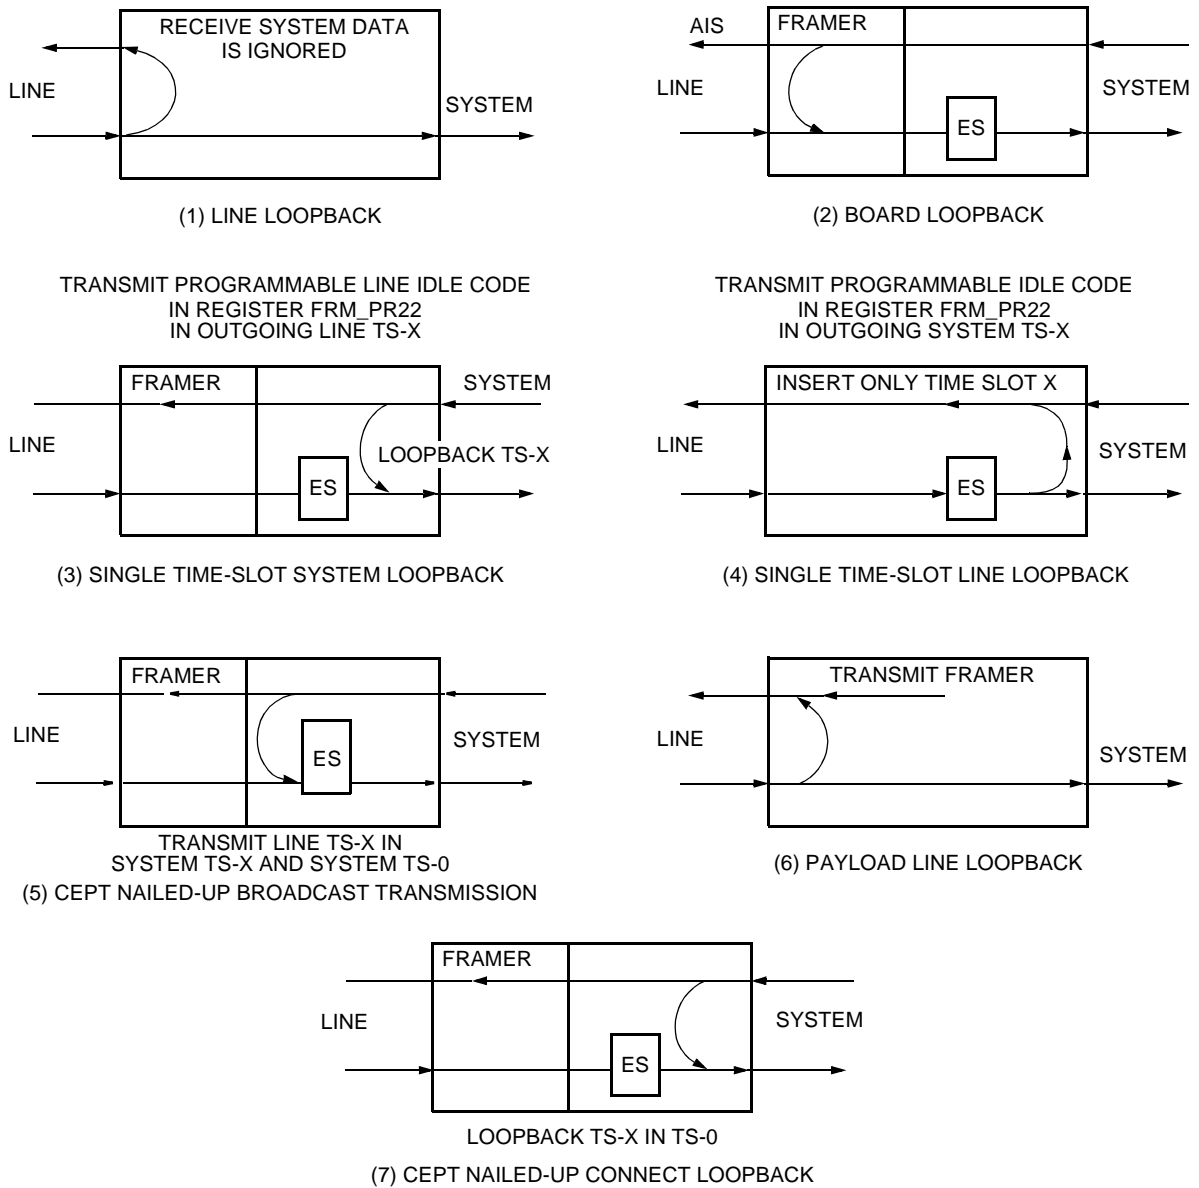 RECEIVE SYSTEM DATA
IS IGNORED
LINE
SYSTEM
(1) LINE LOOPBACK
AIS
FRAMER
LINE
SYSTEM
ES
(2) BOARD LOOPBACK
TRANSMIT PROGRAMMABLE LINE IDLE CODE
IN REGISTER FRM_PR22
IN OUTGOING LINE TS-X
FRAMER
SYSTEM
LINE
LOOPBACK TS-X
ES
(3) SINGLE TIME-SLOT SYSTEM LOOPBACK
TRANSMIT PROGRAMMABLE IDLE CODE
IN REGISTER FRM_PR22
IN OUTGOING SYSTEM TS-X
INSERT ONLY TIME SLOT X
LINE
SYSTEM
ES
(4) SINGLE TIME-SLOT LINE LOOPBACK
FRAMER
LINE
SYSTEM
ES
TRANSMIT LINE TS-X IN
SYSTEM TS-X AND SYSTEM TS-0
(5) CEPT NAILED-UP BROADCAST TRANSMISSION
TRANSMIT FRAMER
LINE
SYSTEM
(6) PAYLOAD LINE LOOPBACK
FRAMER
LINE
SYSTEM
ES
LOOPBACK TS-X IN TS-0
(7) CEPT NAILED-UP CONNECT LOOPBACK